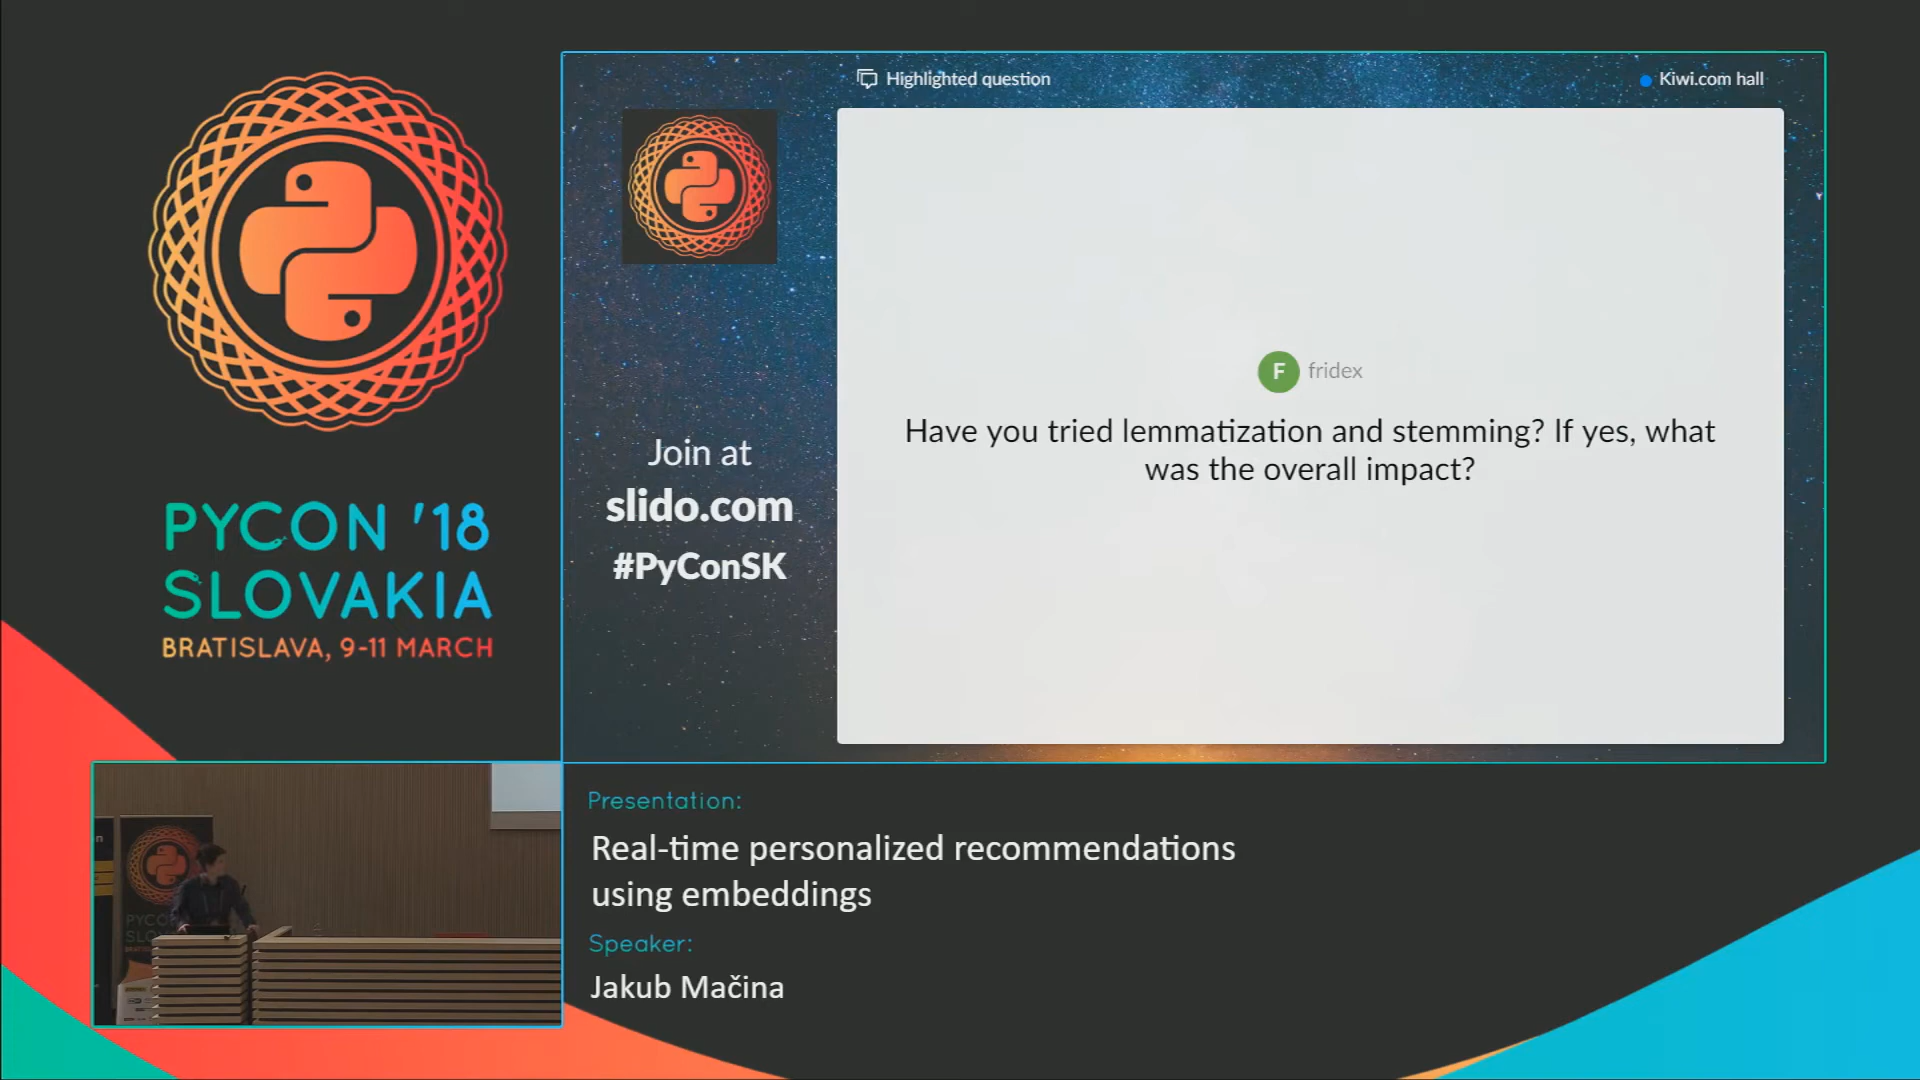 Highlighted question
Kiwi.com hall
F fridex
Have you tried lemmatization and stemming? If yes, what
was the overall impact?
Join at
slido.com
#PyConSK
PYCON '18
SLOVAKIA
BRATISLAVA, 9-11 MARCH
Presentation:
Real-time personalized recommendations
using embeddings
Speaker:
Jakub Mačina